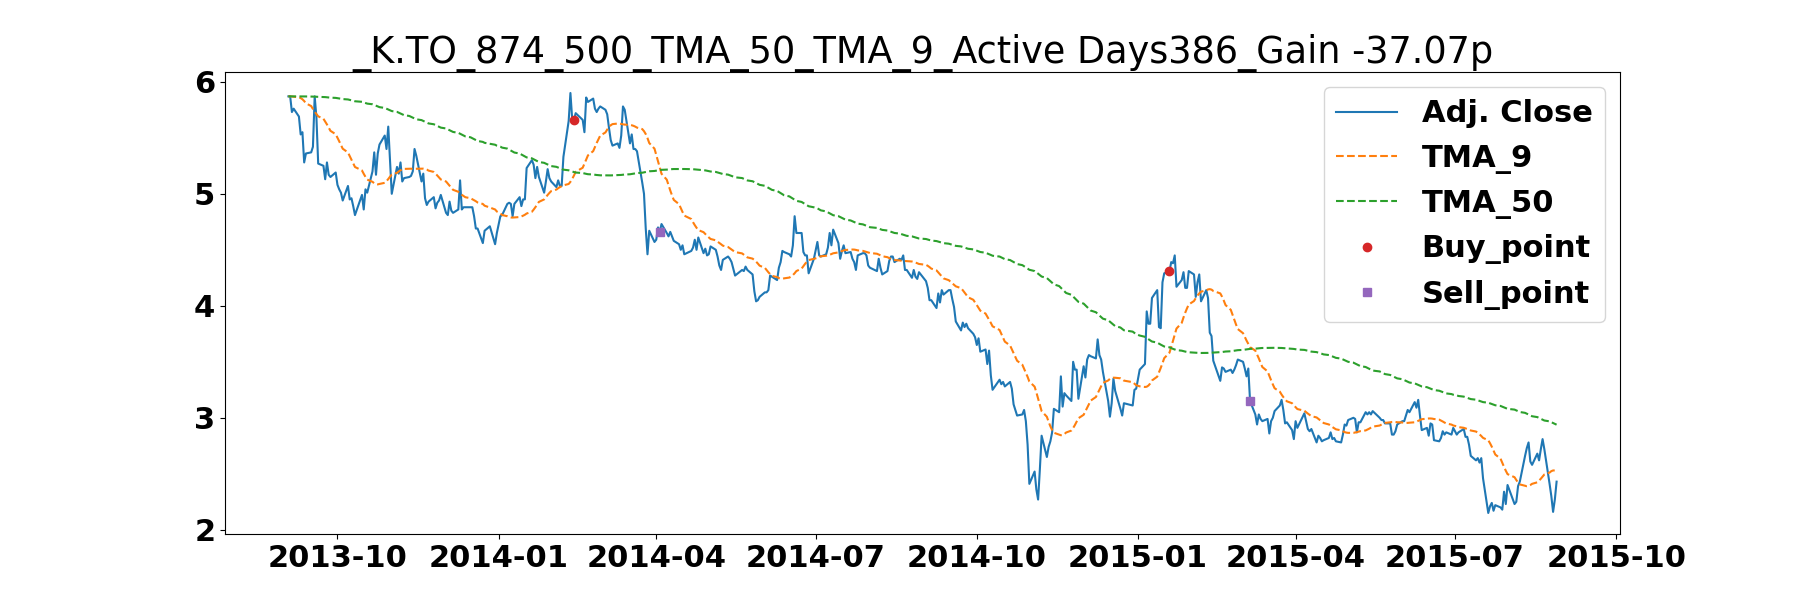 _K.TO_874_500_TMA_50_TMA_9_Active Days386_Gain -37.07p
6
5
4
3
2
Adj. Close
TMA_9
TMA_50
Buy_point
Sell_point
2013-10 2014-01 2014-04 2014-07 2014-10 2015-01 2015-04 2015-07 2015-10